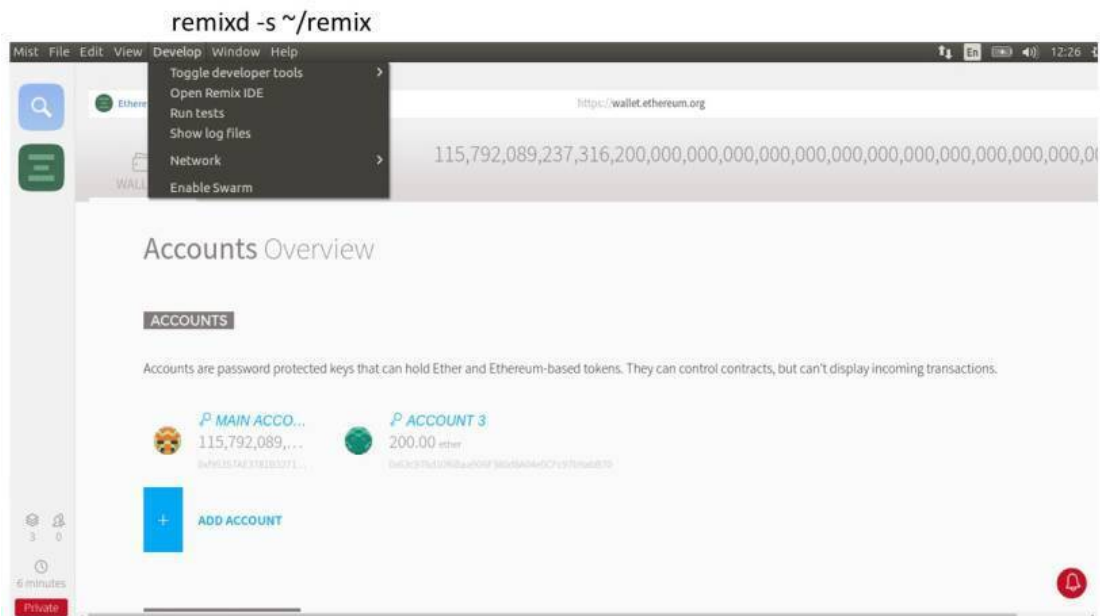 remixd -s ~/remix
Mist File Edit View Develop Window Help
En 12:26
Toggle developer tools
Open Remix IDE
Run tests
Show log files
Network
Enable Swarm
https://wallet.ethereum.org
115,792,089,237,316,200,000,000,000,000,000,000,000,000,000,000,000,000,000,0
Accounts Overview
ACCOUNTS
Accounts are password protected keys that can hold Ether and Ethereum-based tokens. They can control contracts, but can't display incoming transactions.
MAIN ACCO... ACCOUNT 3
115,792,089,... 200.00 ether
+ ADD ACCOUNT
3 0
6 minutes
Private